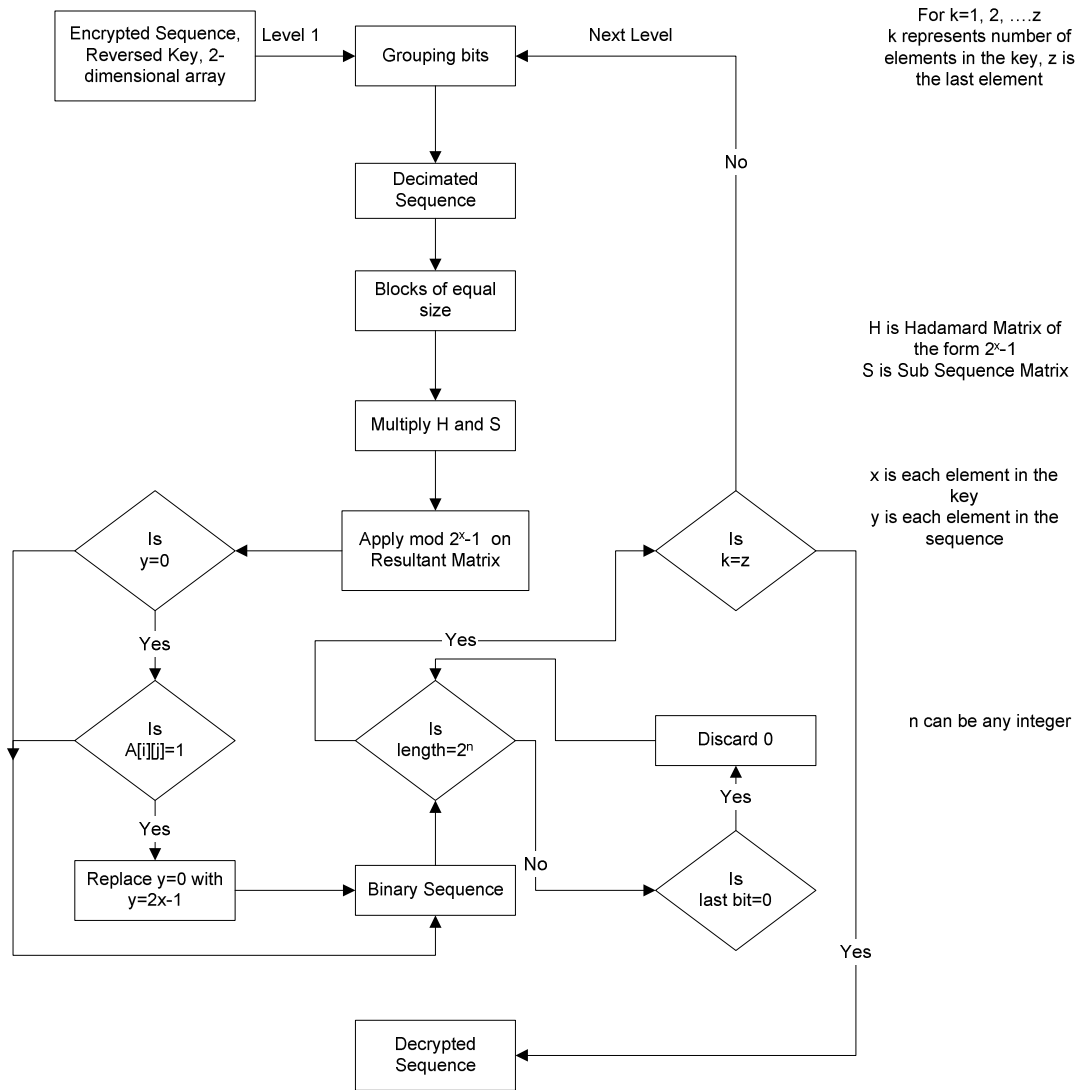 Encrypted Sequence,
Reversed Key, 2-
dimensional array
Level 1
Grouping bits
Next Level
For k=1, 2, ….z
k represents number of
elements in the key, z is
the last element
No
Decimated
Sequence
Blocks of equal
size
H is Hadamard Matrix of
the form 2ˣ-1
S is Sub Sequence Matrix
Multiply H and S
x is each element in the
key
y is each element in the
sequence
Is
y=0
Apply mod 2ˣ-1 on
Resultant Matrix
Is
k=z
Yes
Yes
Is
A[i][j]=1
Is
length=2ⁿ
Discard 0
n can be any integer
Yes
Yes
No
Replace y=0 with
y=2x-1
Binary Sequence
Is
last bit=0
Yes
Decrypted
Sequence